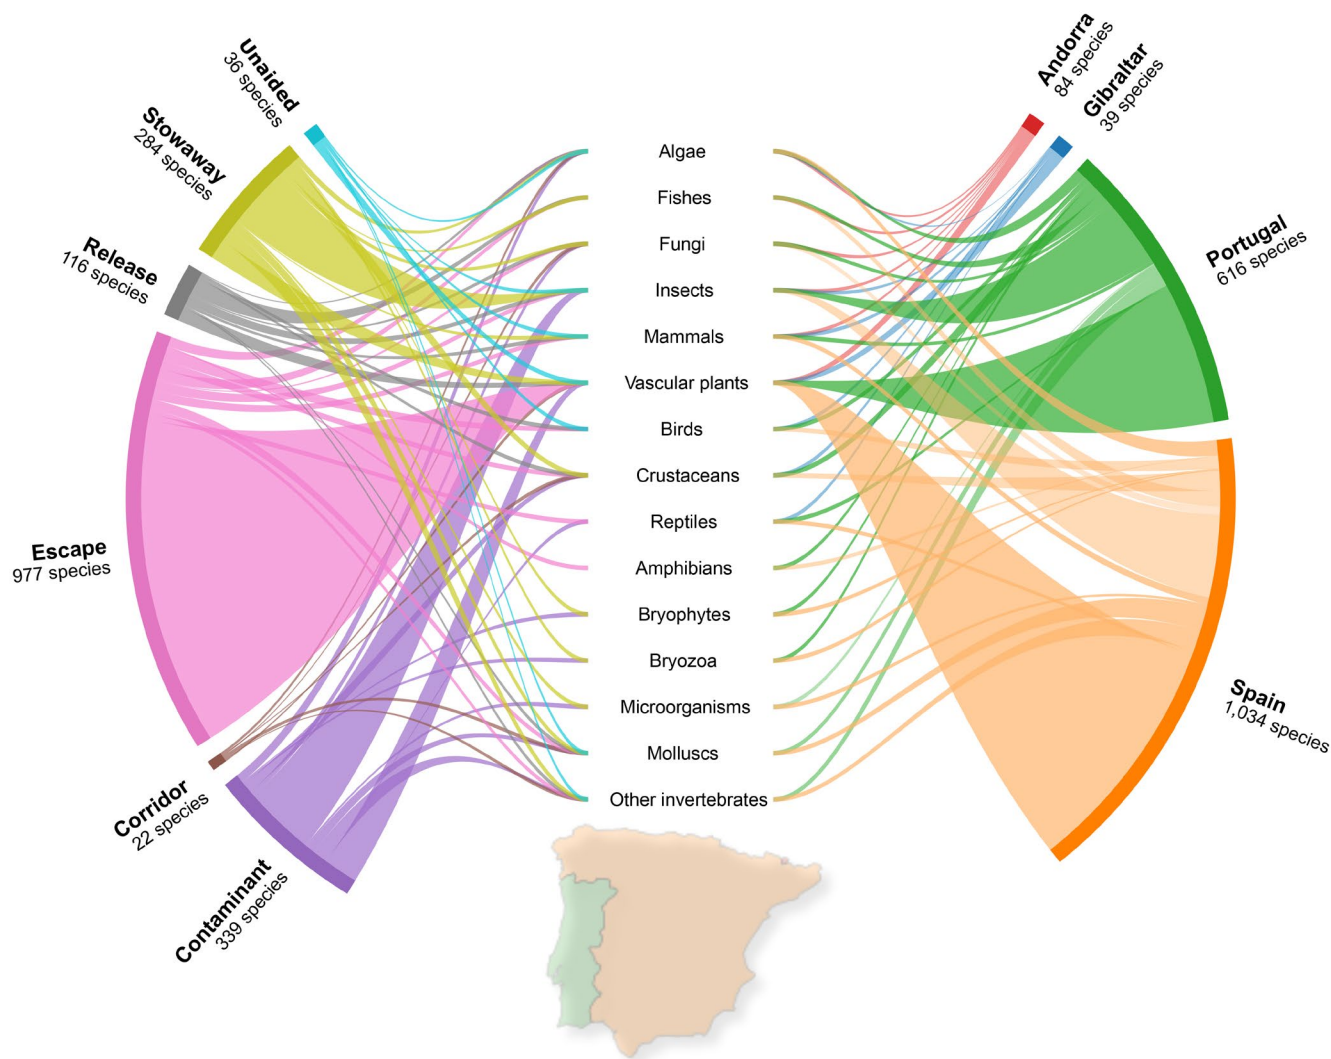 Unaided
36 species
Stowaway
284 species
Release
116 species
Escape
977 species
Corridor
22 species
Contaminant
339 species
Algae
Fishes
Fungi
Insects
Mammals
Vascular plants
Birds
Crustaceans
Reptiles
Amphibians
Bryophytes
Bryozoa
Microorganisms
Molluscs
Other invertebrates
Andorra
84 species
Gibraltar
39 species
Portugal
616 species
Spain
1,034 species